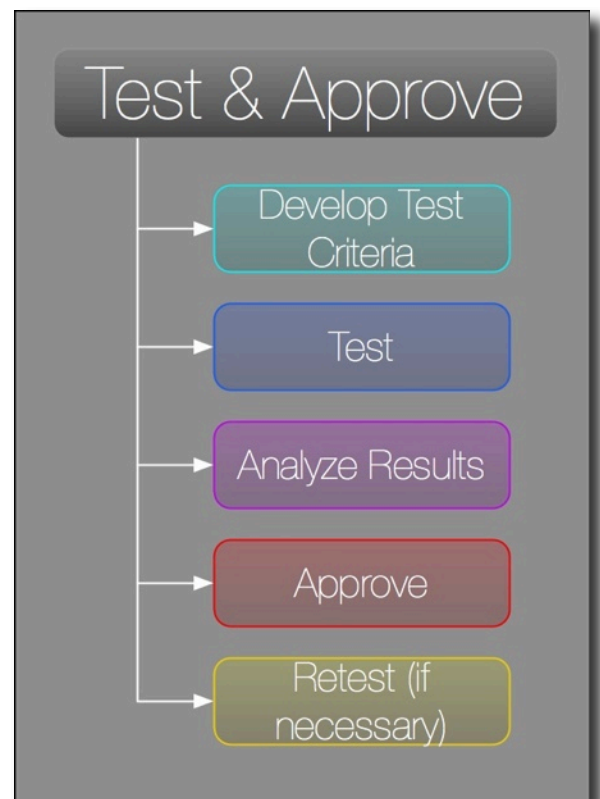 Test & Approve
Develop Test
Criteria
Test
Analyze Results
Approve
Retest (if
necessary)